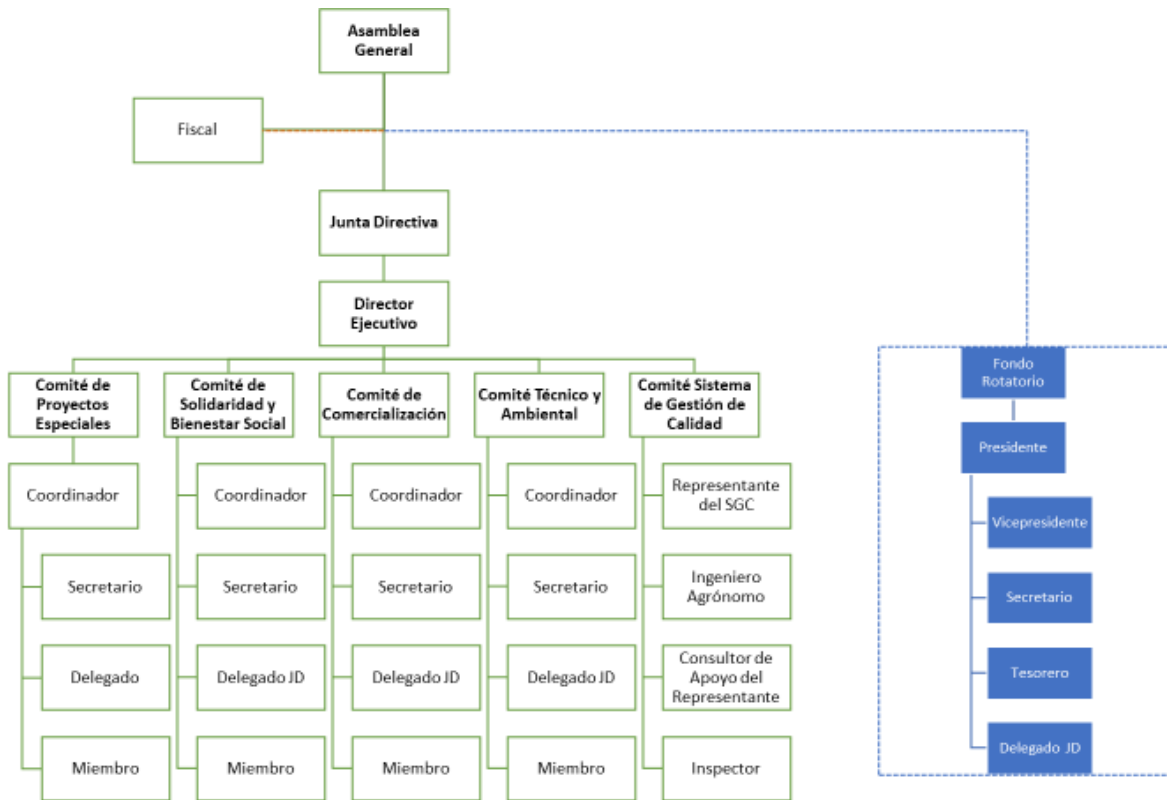 Asamblea
General
Fiscal
Junta Directiva
Director
Ejecutivo
Comité de
Proyectos
Especiales
Comité de
Solidaridad y
Bienestar Social
Comité de
Comercialización
Comité Técnico y
Ambiental
Comité Sistema
de Gestión de
Calidad
Coordinador
Secretario
Delegado
Miembro
Coordinador
Secretario
Delegado JD
Miembro
Coordinador
Secretario
Delegado JD
Miembro
Coordinador
Secretario
Delegado JD
Miembro
Representante
del SGC
Ingeniero
Agrónomo
Consultor de
Apoyo del
Representante
Inspector
Fondo
Rotatorio
Presidente
Vicepresidente
Secretario
Tesorero
Delegado JD